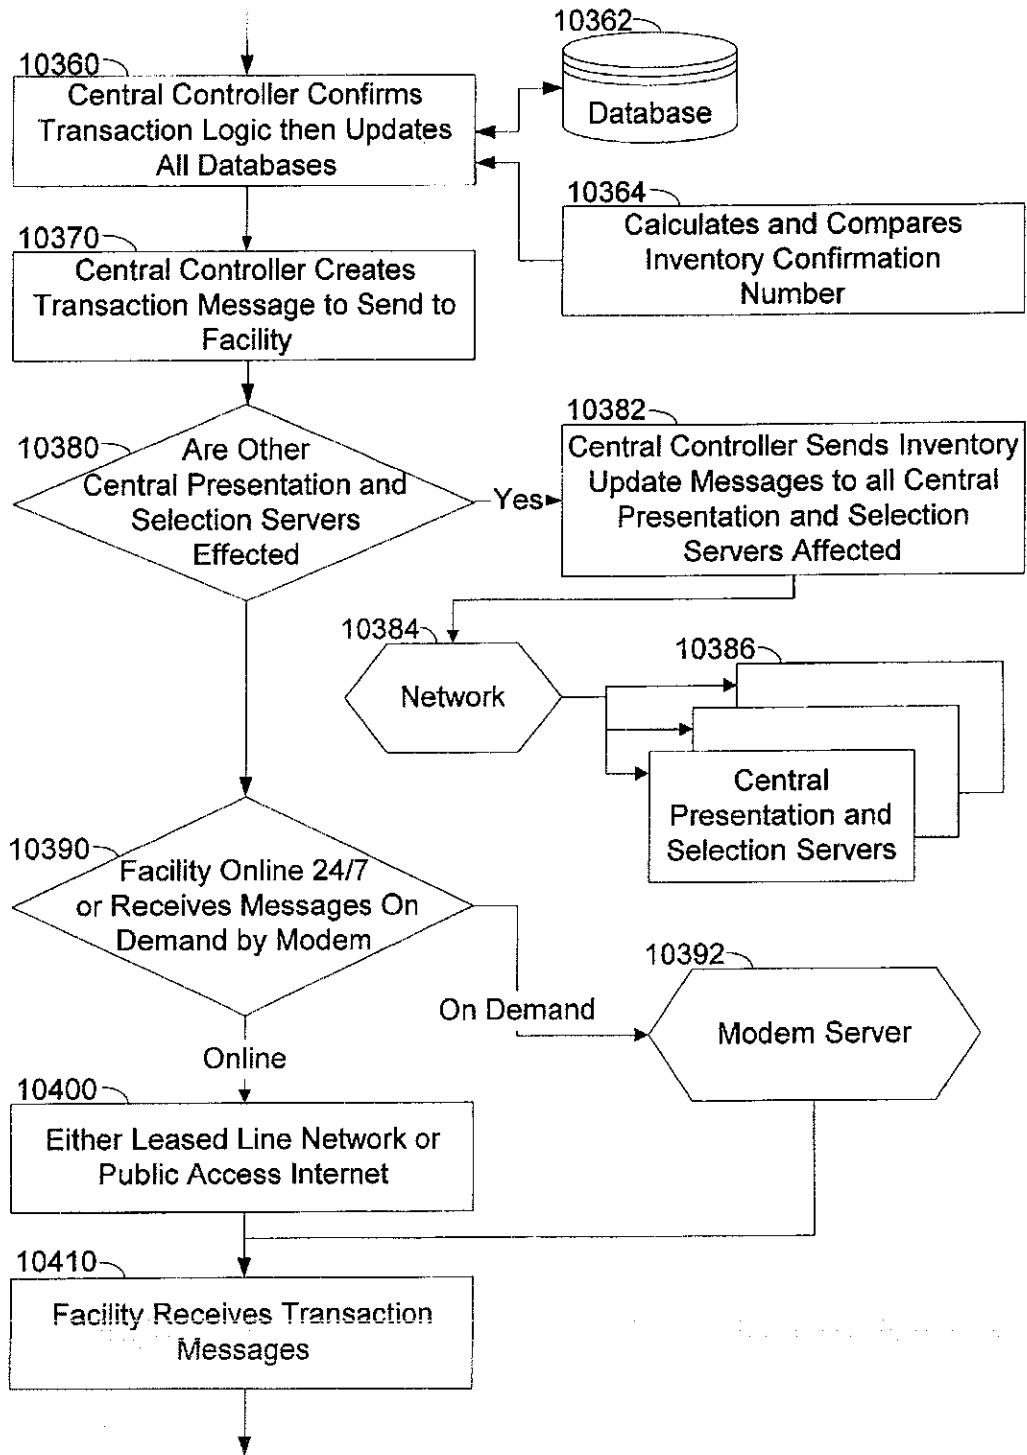 10360
Central Controller Confirms
Transaction Logic then Updates
All Databases
10362
Database
10364
Calculates and Compares
Inventory Confirmation
Number
10370
Central Controller Creates
Transaction Message to Send to
Facility
10380
Are Other
Central Presentation and
Selection Servers
Effected
Yes
10382
Central Controller Sends Inventory
Update Messages to all Central
Presentation and Selection
Servers Affected
10384
Network
10386
Central
Presentation and
Selection Servers
10390
Facility Online 24/7
or Receives Messages On
Demand by Modem
On Demand
10392
Modem Server
Online
10400
Either Leased Line Network or
Public Access Internet
10410
Facility Receives Transaction
Messages